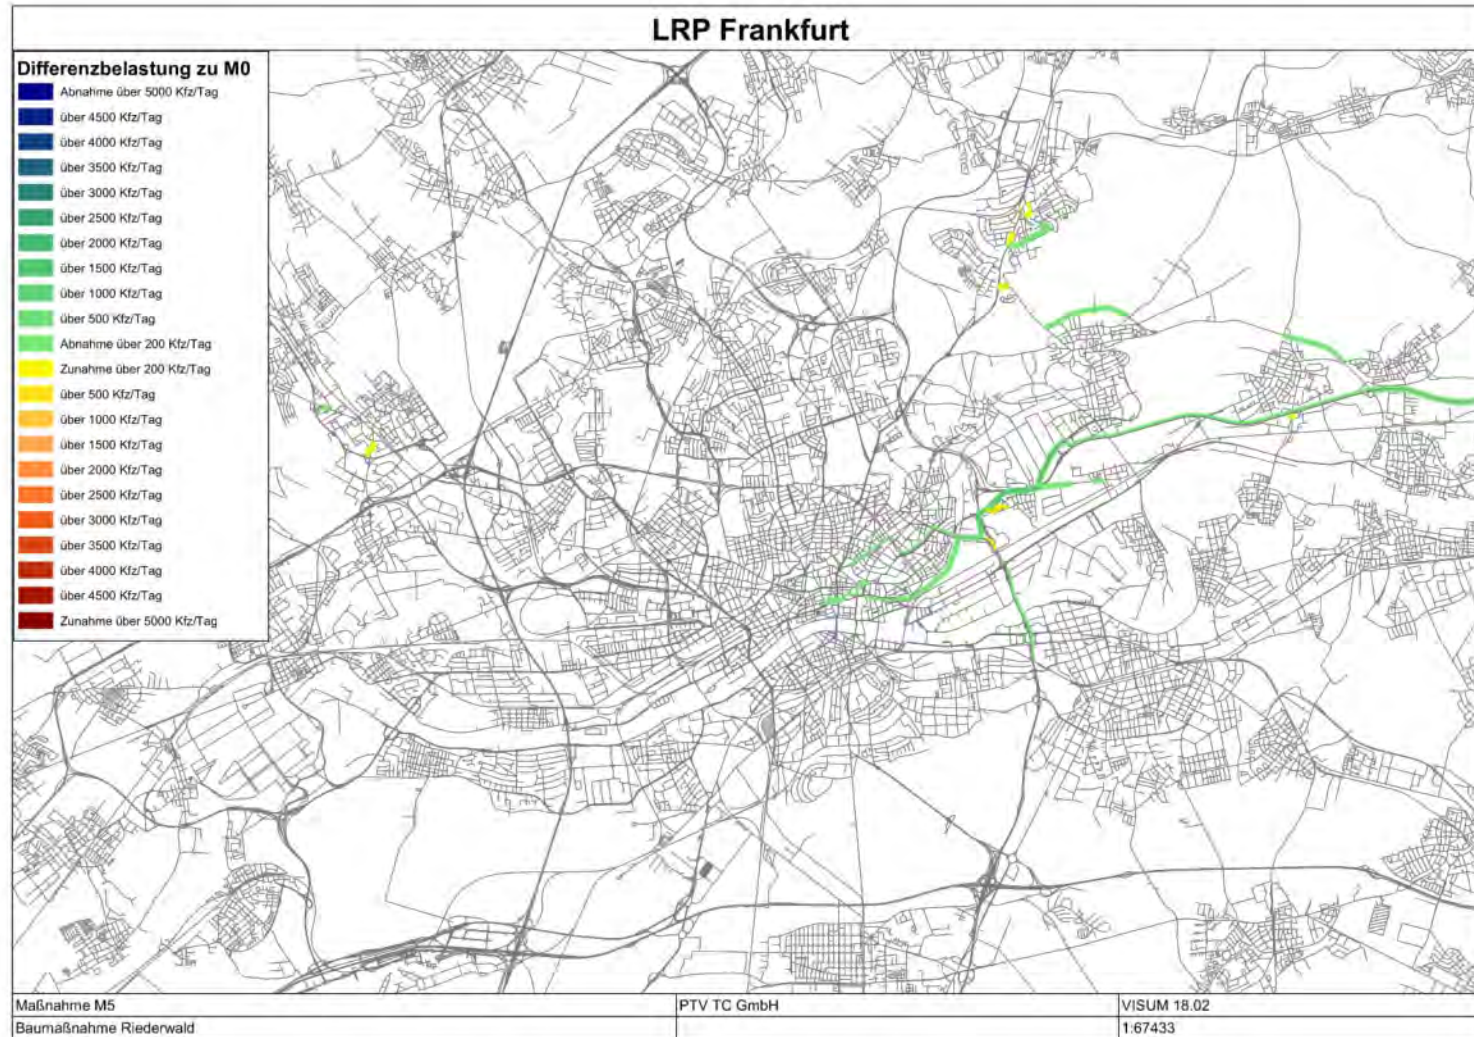 LRP Frankfurt
Differenzbelastung zu M0
Abnahme über 5000 Kfz/Tag
über 4500 Kfz/Tag
über 4000 Kfz/Tag
über 3500 Kfz/Tag
über 3000 Kfz/Tag
über 2500 Kfz/Tag
über 2000 Kfz/Tag
über 1500 Kfz/Tag
über 1000 Kfz/Tag
über 500 Kfz/Tag
Abnahme über 200 Kfz/Tag
Zunahme über 200 Kfz/Tag
über 500 Kfz/Tag
über 1000 Kfz/Tag
über 1500 Kfz/Tag
über 2000 Kfz/Tag
über 2500 Kfz/Tag
über 3000 Kfz/Tag
über 3500 Kfz/Tag
über 4000 Kfz/Tag
über 4500 Kfz/Tag
Zunahme über 5000 Kfz/Tag
Maßnahme M5
PTV TC GmbH
VISUM 18.02
Baumaßnahme Riederwald
1:67433